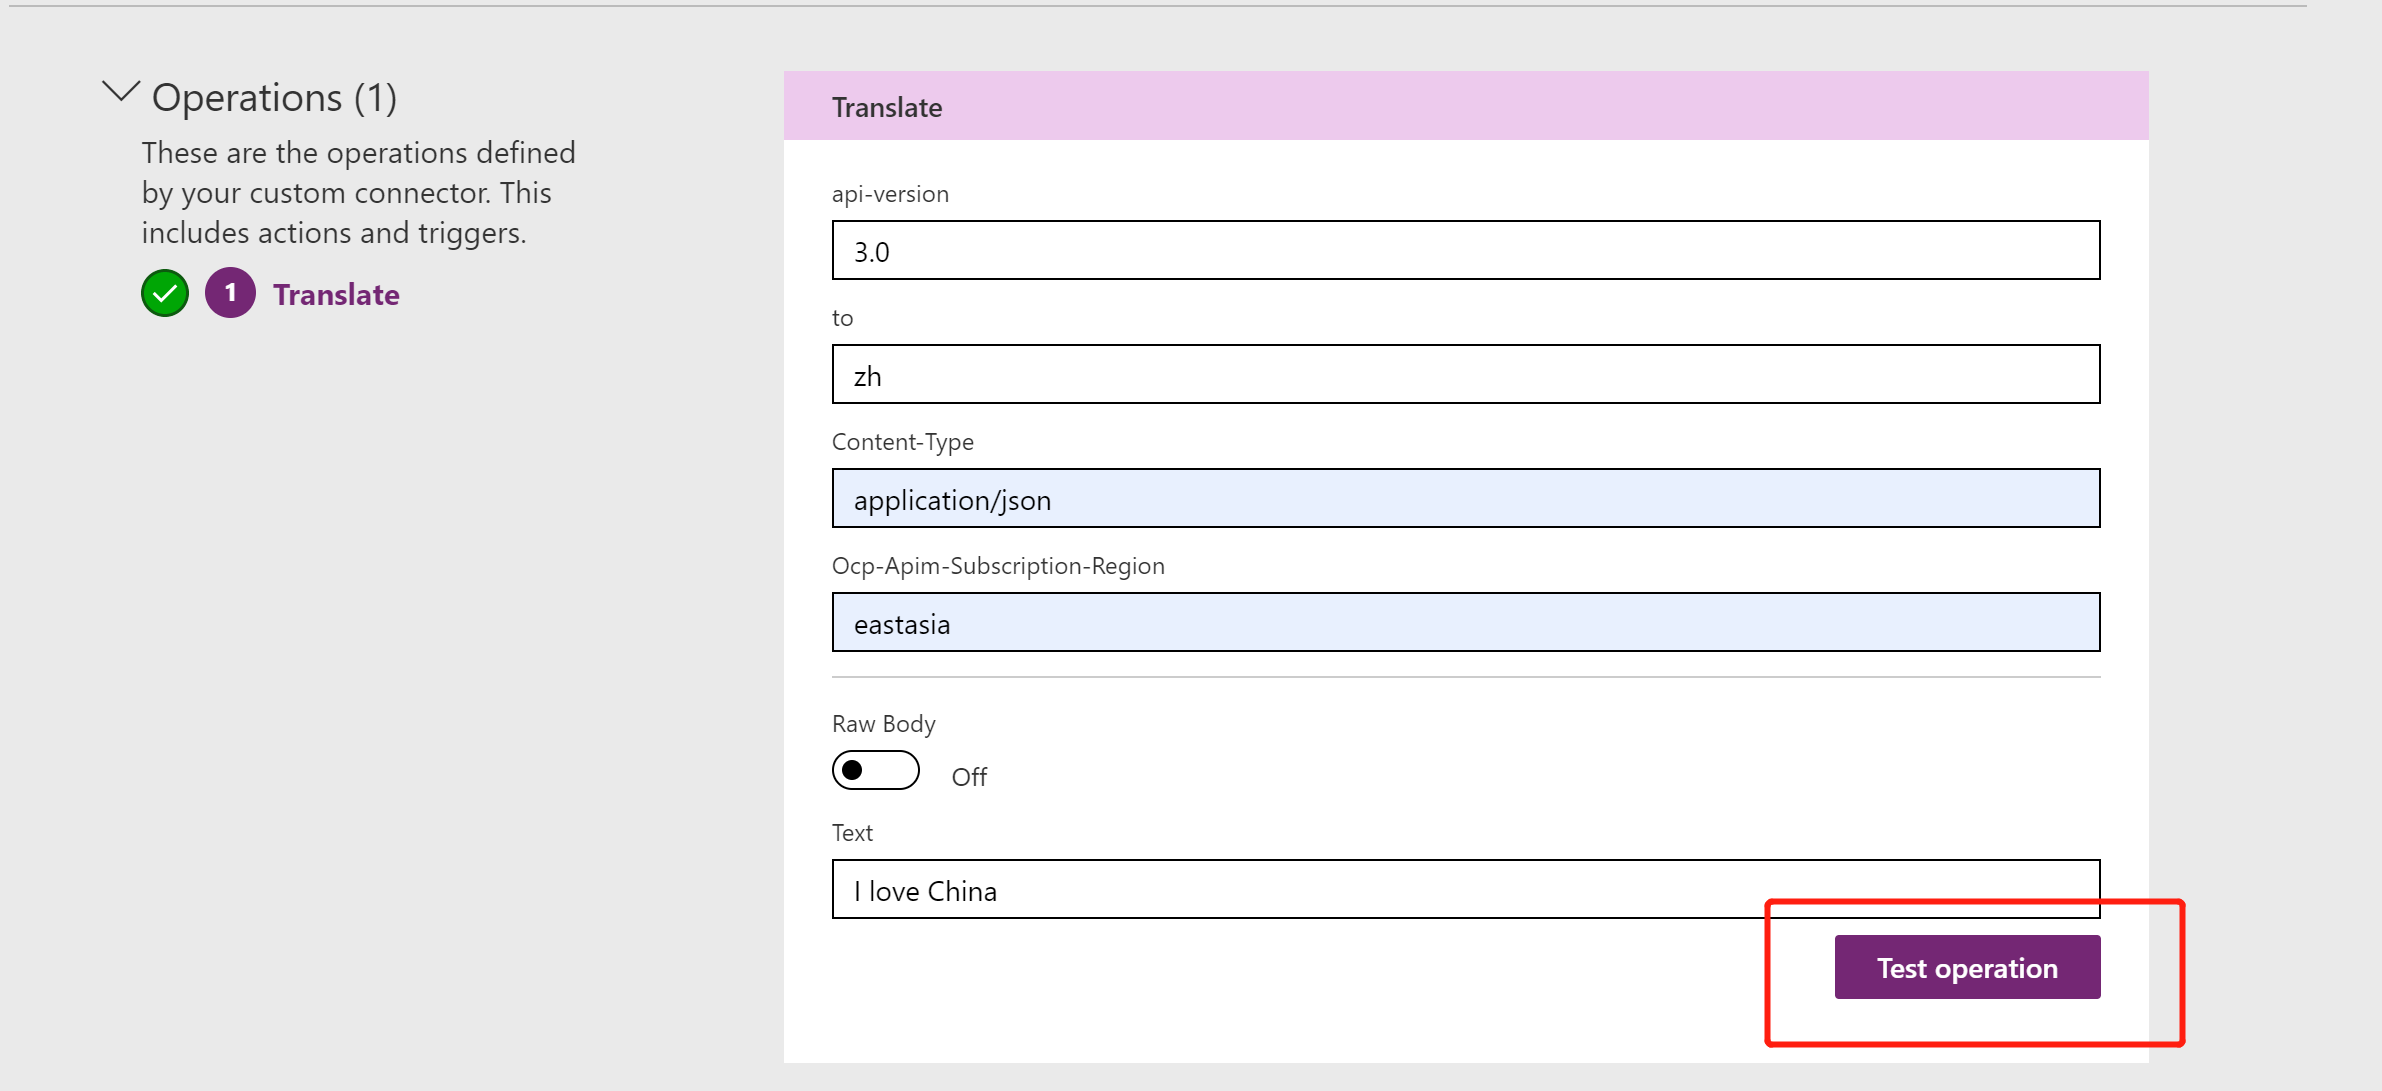 Operations (1)
These are the operations defined
by your custom connector. This
includes actions and triggers.
1 Translate
Translate
api-version
3.0
to
zh
Content-Type
application/json
Ocp-Apim-Subscription-Region
eastasia
Raw Body
Off
Text
I love China
Test operation